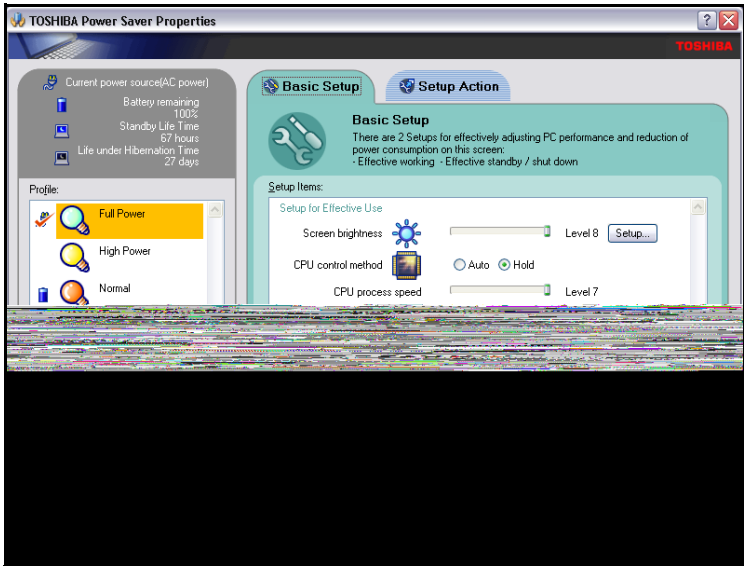 TOSHIBA Power Saver Properties
TOSHIBA
Current power source(AC power)
Battery remaining
100%
Standby Life Time
67 hours
Life under Hibernation Time
27 days
Profile:
Full Power
High Power
Normal
Basic Setup
Setup Action
Basic Setup
There are 2 Setups for effectively adjusting PC performance and reduction of
power consumption on this screen:
- Effective working - Effective standby / shut down
Setup Items:
Setup for Effective Use
Screen brightness
Level 8
Setup...
CPU control method
Auto
Hold
CPU process speed
Level 7